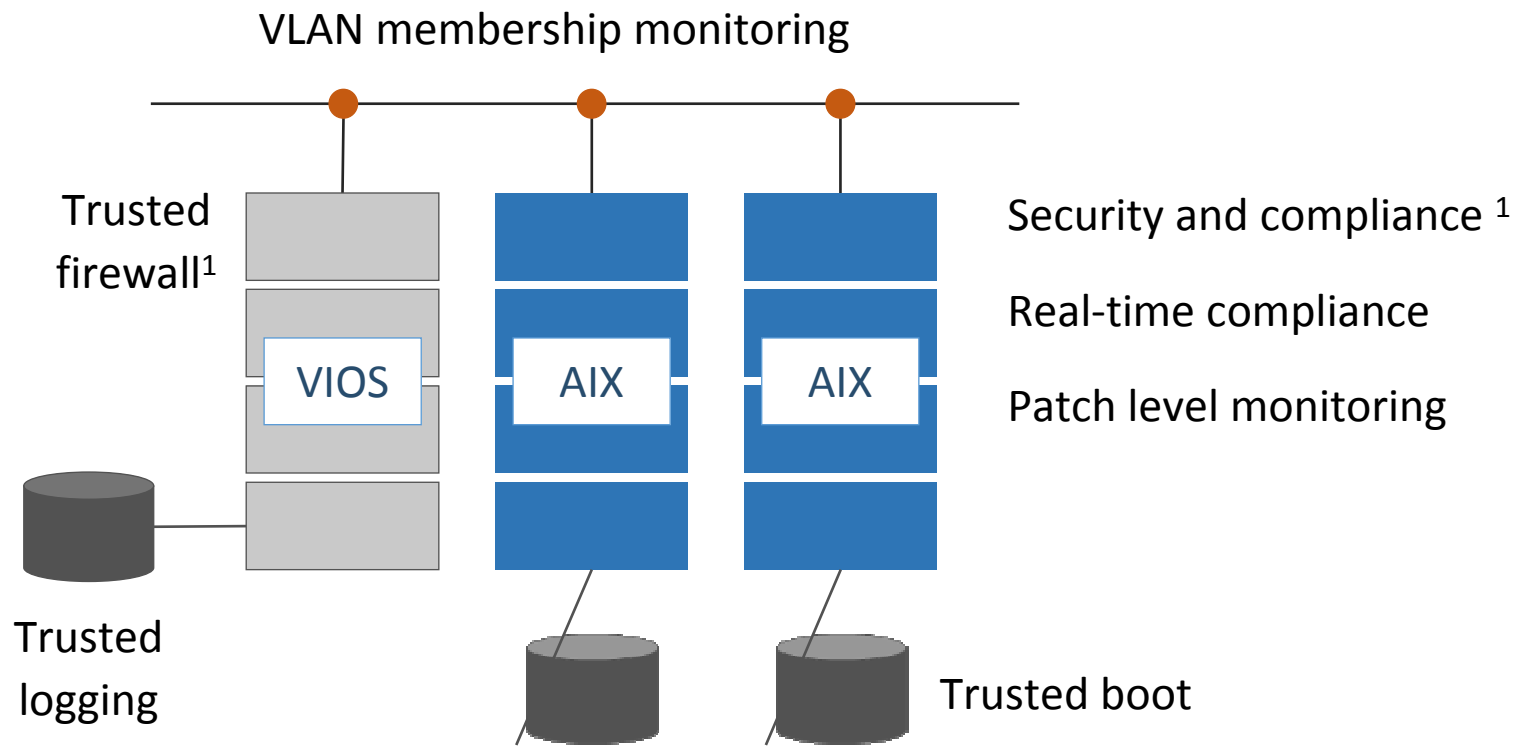 VLAN membership monitoring
Trusted
firewall¹
Security and compliance ¹
Real-time compliance
Patch level monitoring
VIOS
AIX
AIX
Trusted
logging
Trusted boot